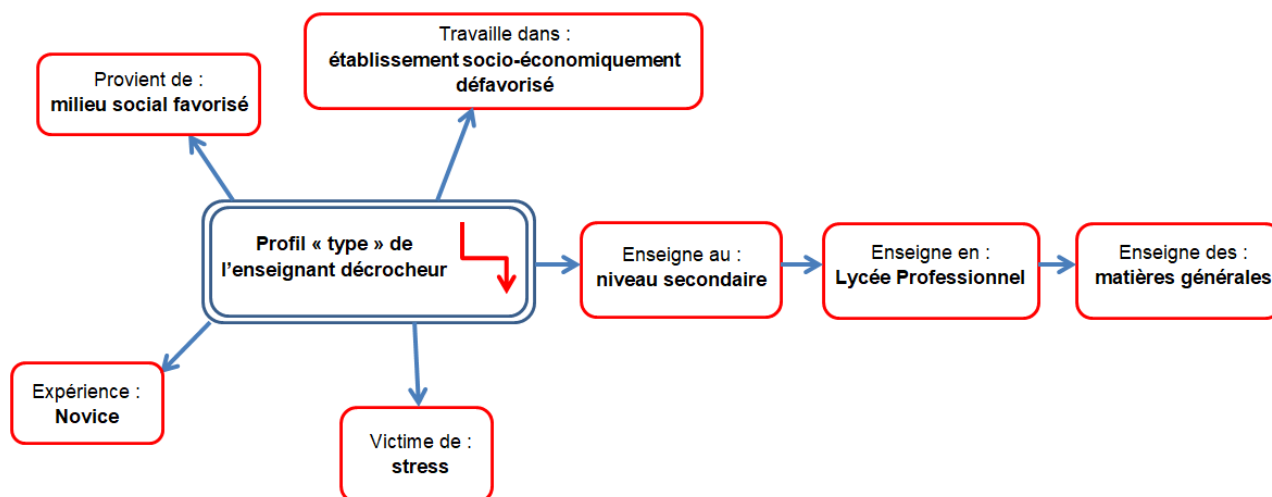 Travaille dans :
établissement socio-économiquement
défavorisé
Provient de :
milieu social favorisé
Profil « type » de
l'enseignant décrocheur
Enseigne au :
niveau secondaire
Enseigne en :
Lycée Professionnel
Enseigne des :
matières générales
Expérience :
Novice
Victime de :
stress